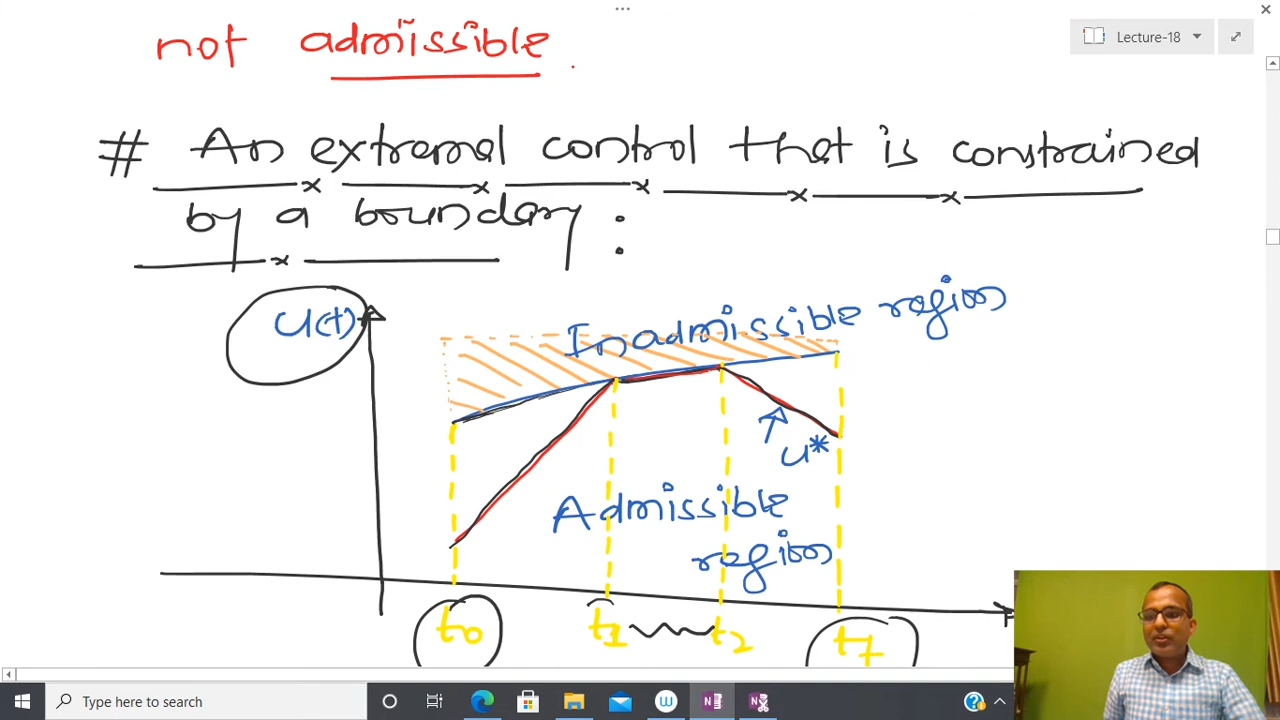 ...
Lecture-18
not admissible.
# An extremal control that is constrained
by a boundary :
U(t)
Inadmissible region
u*
Admissible
region
t0 t1 t2 tf
Type here to search